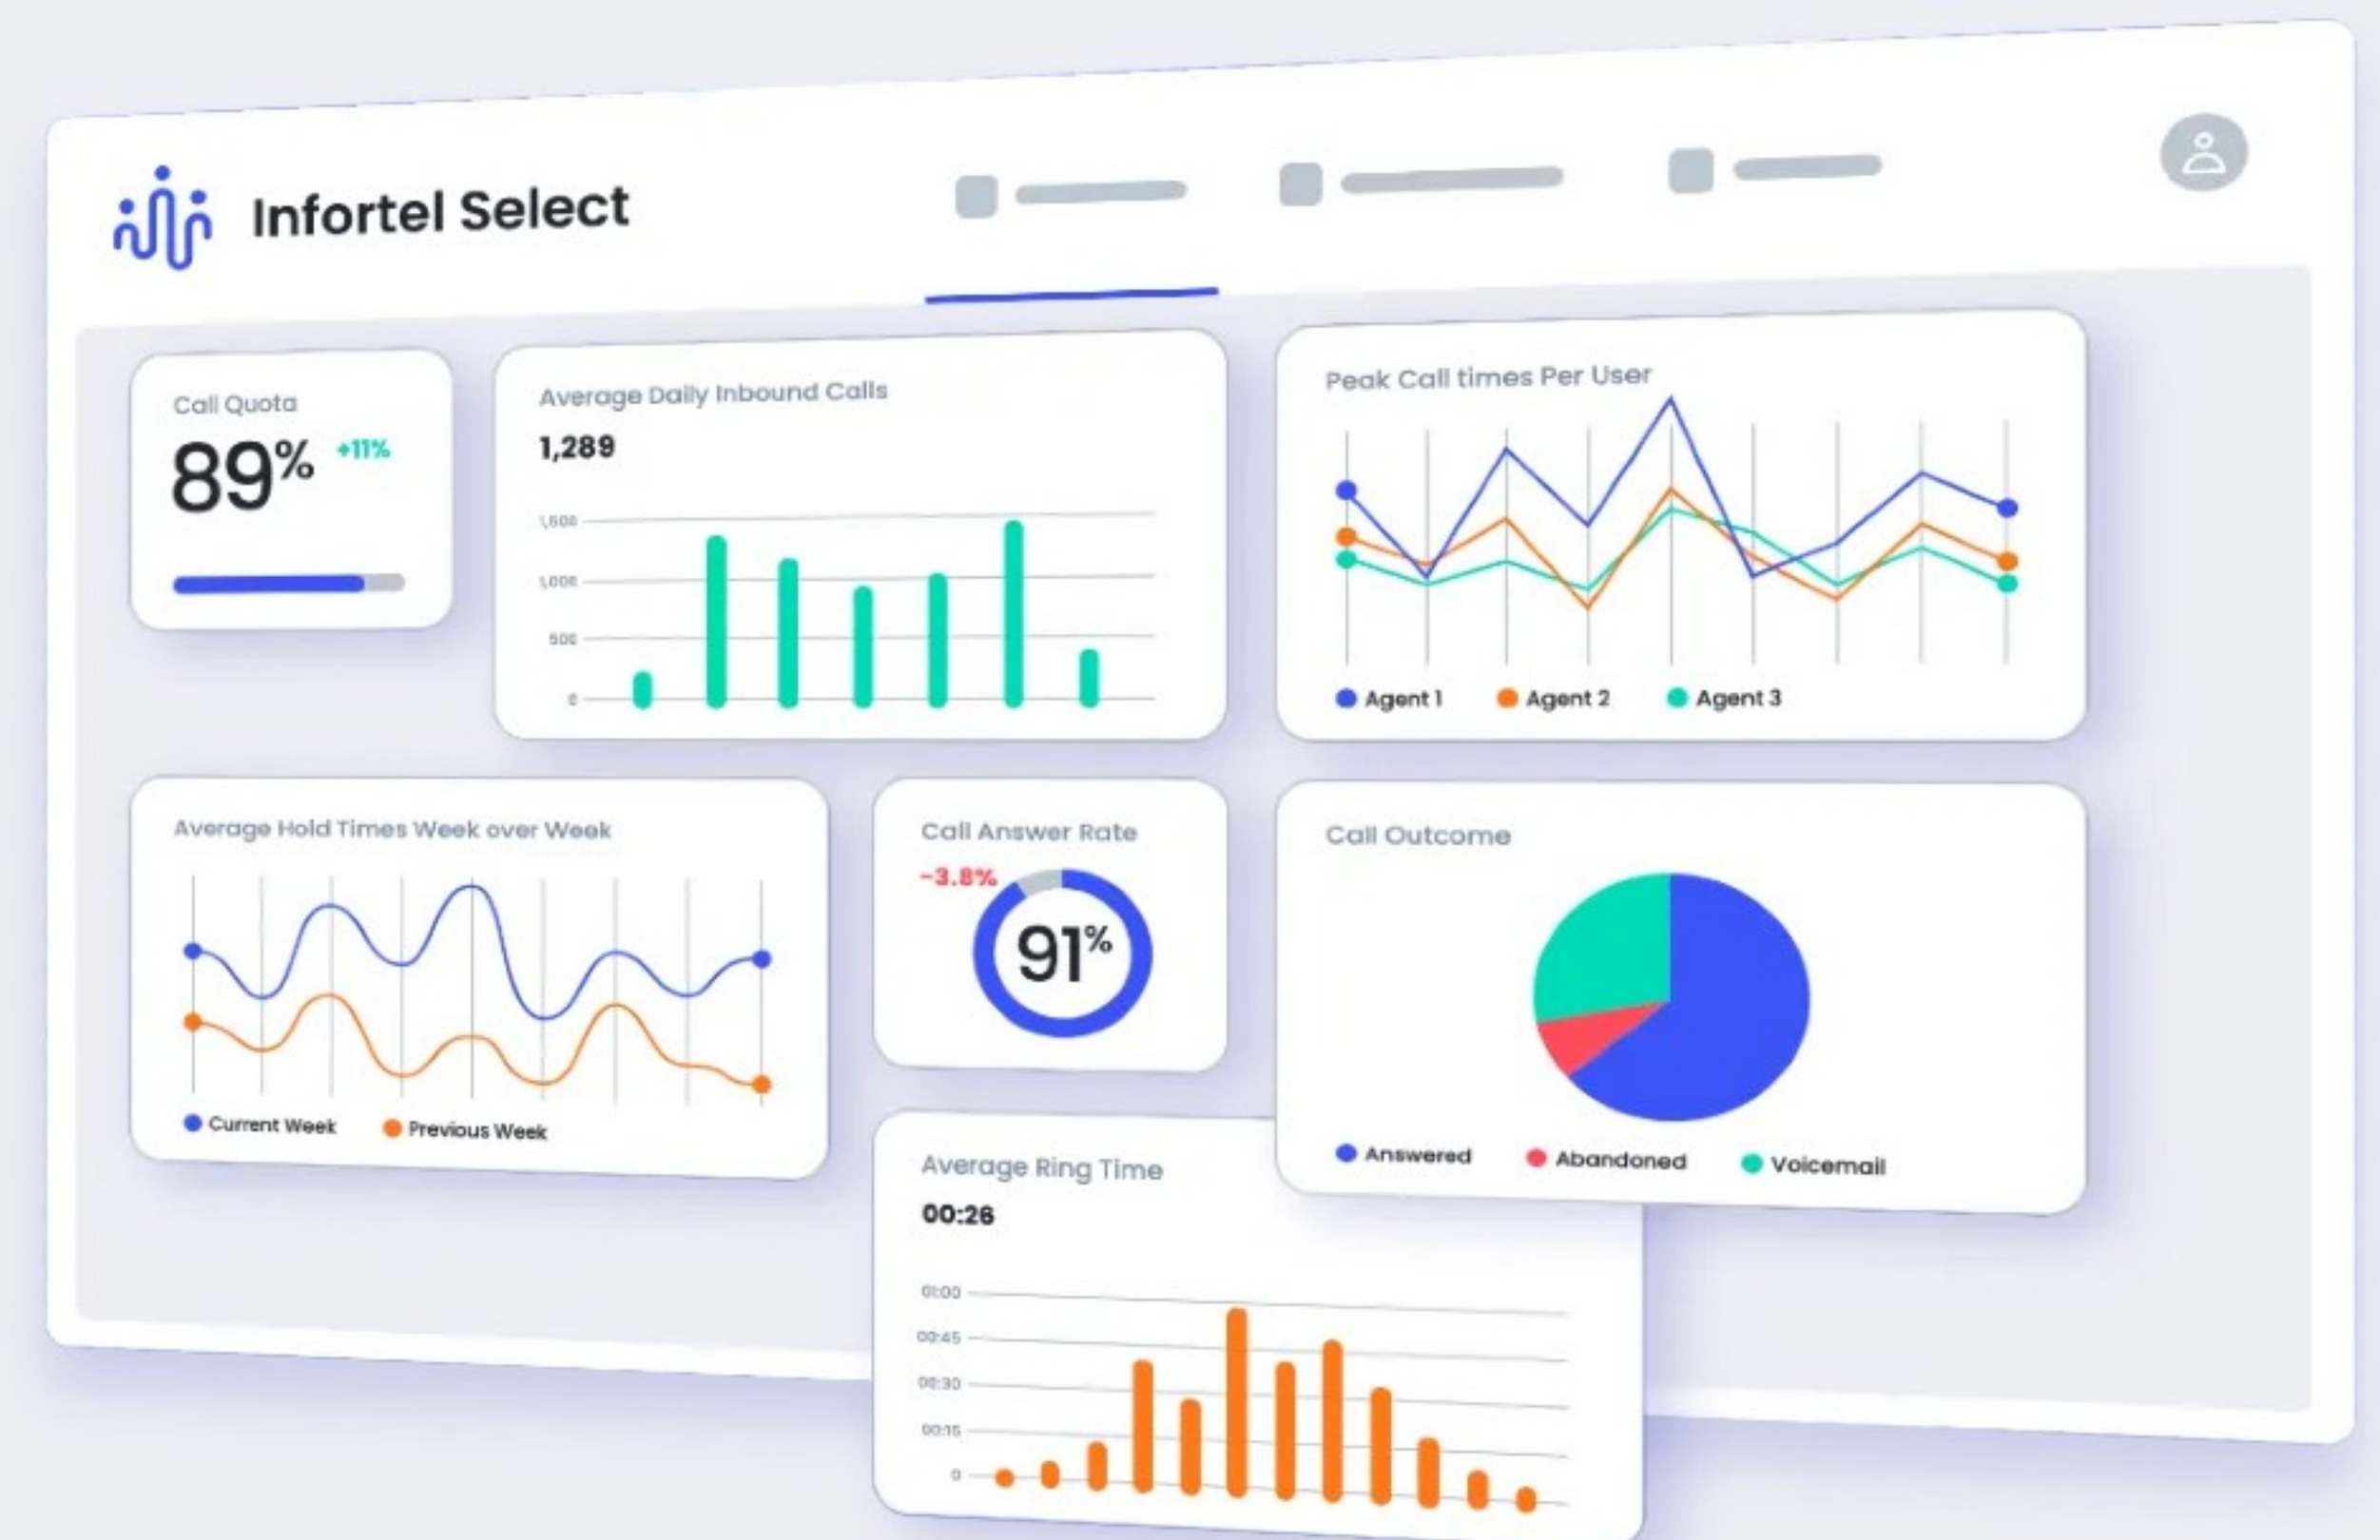 Infortel Select
Call Quota
89% +11%
Average Daily Inbound Calls
1,289
1,500
1,000
500
0
Peak Call times Per User
Agent 1 Agent 2 Agent 3
Average Hold Times Week over Week
Current Week Previous Week
Call Answer Rate
-3.8%
91%
Call Outcome
Answered Abandoned Voicemail
Average Ring Time
00:26
01:00
00:45
00:30
00:15
0